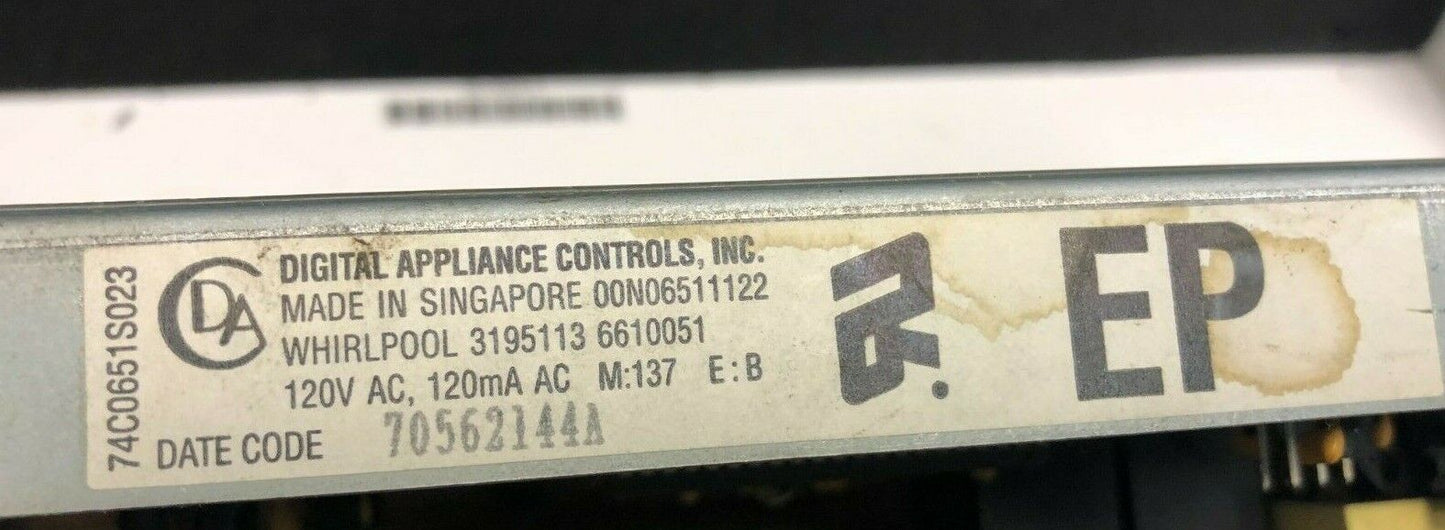 74C0651S023
CDA
DIGITAL APPLIANCE CONTROLS, INC.
MADE IN SINGAPORE 00N06511122
WHIRLPOOL 3195113 6610051
120V AC, 120mA AC M:137 E:B
DATE CODE 70562144A
EP